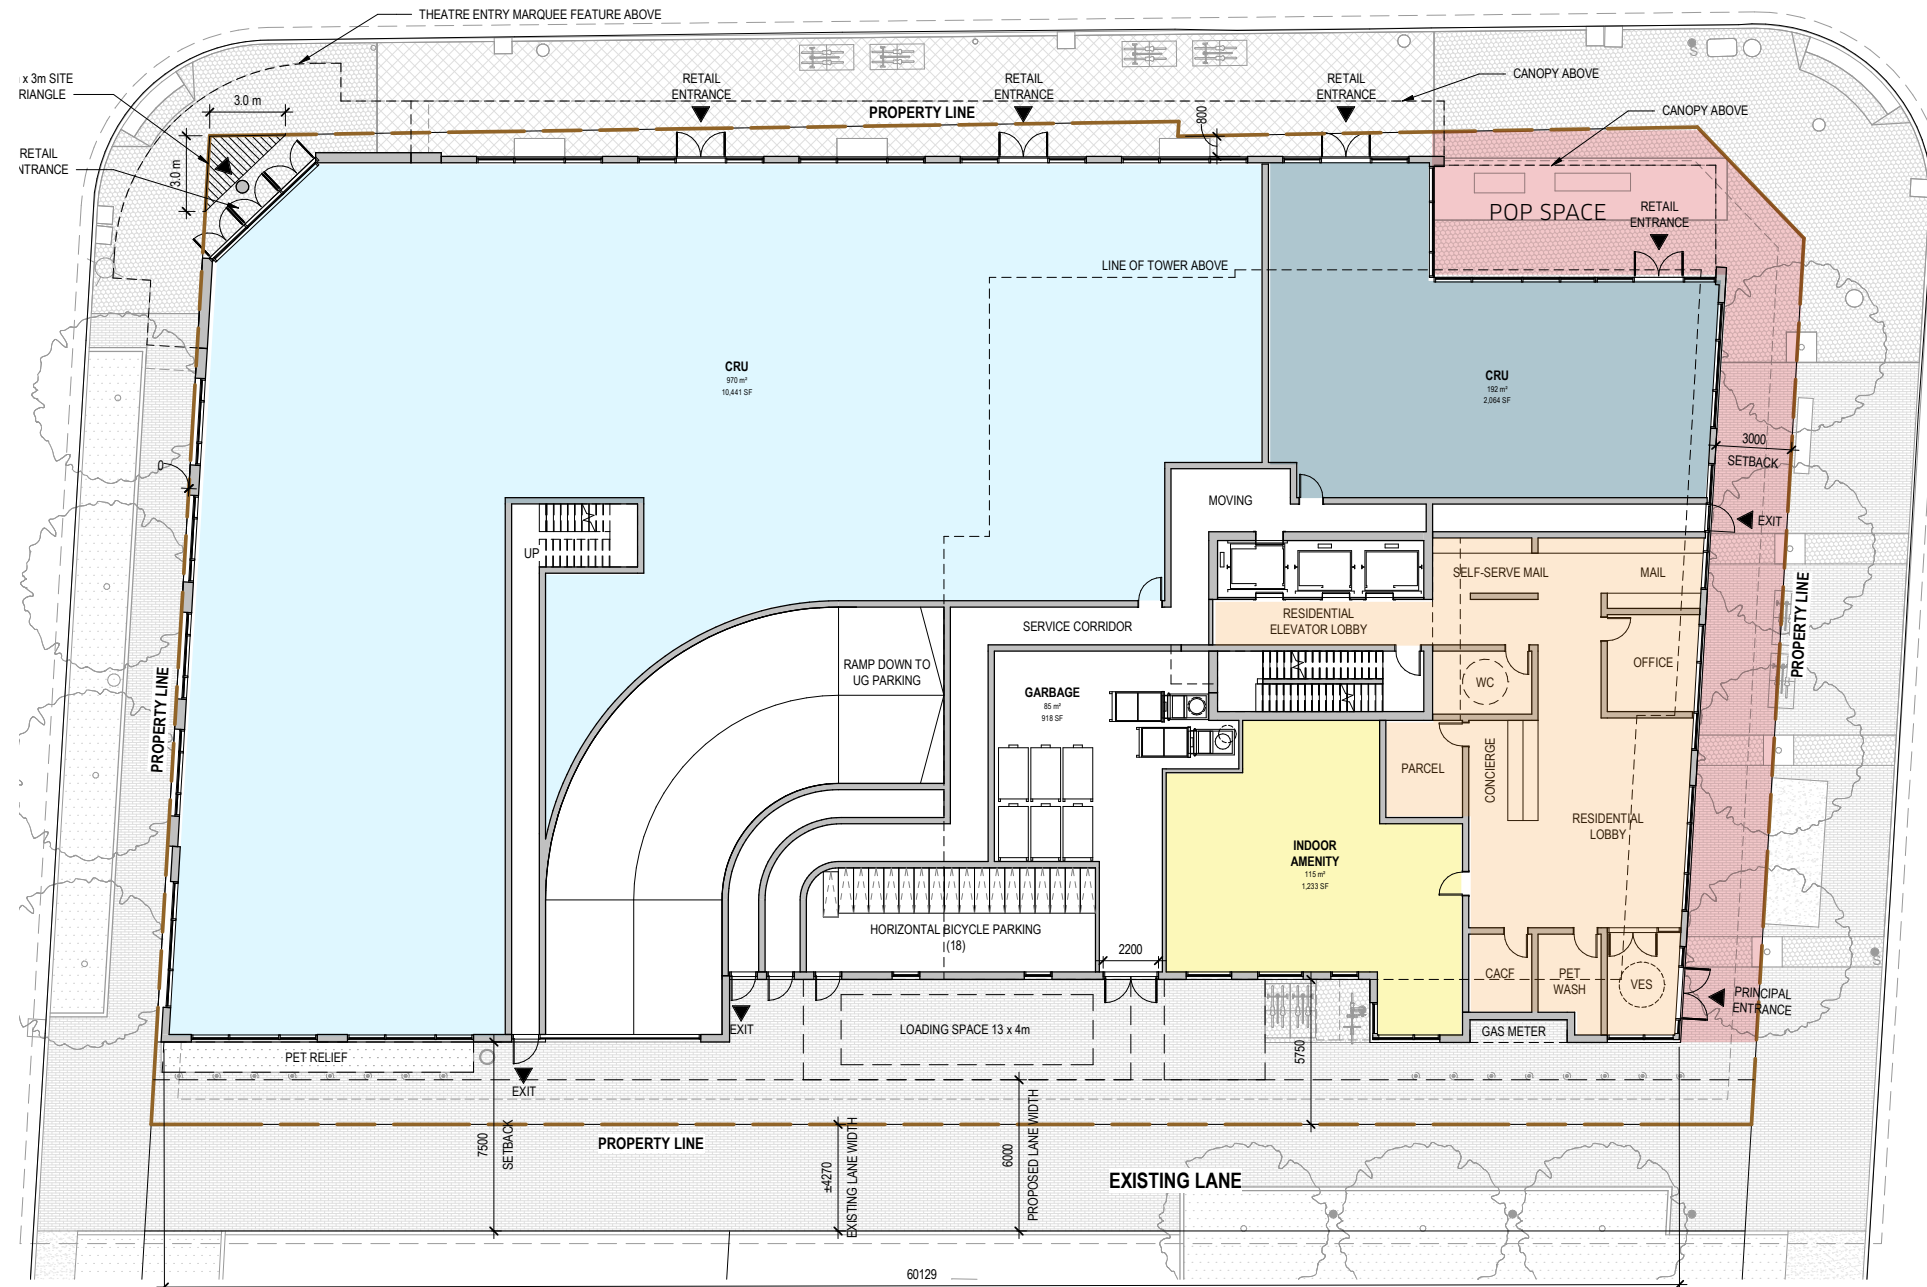 THEATRE ENTRY MARQUEE FEATURE ABOVE
x 3m SITE
RIANGLE
3.0 m
3.0 m
RETAIL
NTRANCE
RETAIL
ENTRANCE
RETAIL
ENTRANCE
RETAIL
ENTRANCE
CANOPY ABOVE
CANOPY ABOVE
PROPERTY LINE
800
POP SPACE
RETAIL
ENTRANCE
LINE OF TOWER ABOVE
CRU
970 m²
10,441 SF
CRU
192 m²
2,064 SF
3000
SETBACK
MOVING
EXIT
UP
SELF-SERVE MAIL
MAIL
RESIDENTIAL
ELEVATOR LOBBY
SERVICE CORRIDOR
PROPERTY LINE
RAMP DOWN TO
UG PARKING
OFFICE
WC
GARBAGE
85 m²
918 SF
PROPERTY LINE
PARCEL
CONCIERGE
RESIDENTIAL
LOBBY
INDOOR
AMENITY
115 m²
1,233 SF
HORIZONTAL BICYCLE PARKING
(18)
2200
CACF
PET
WASH
VES
PRINCIPAL
ENTRANCE
EXIT
LOADING SPACE 13 x 4m
GAS METER
PET RELIEF
5750
EXIT
7500
SETBACK
PROPERTY LINE
±4270
EXISTING LANE WIDTH
6000
PROPOSED LANE WIDTH
EXISTING LANE
60129